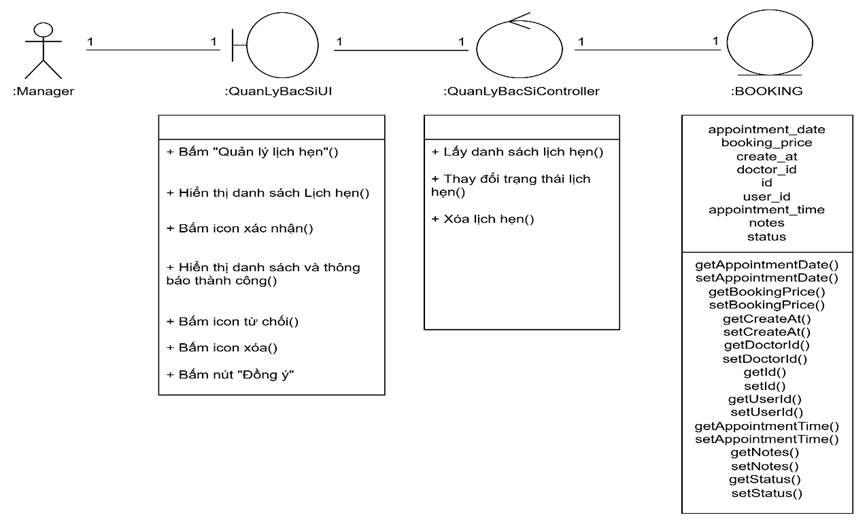 1 1 1 1 1 1
:Manager :QuanLyBacSiUI :QuanLyBacSiController :BOOKING
+ Bấm "Quản lý lịch hẹn"()
+ Hiển thị danh sách Lịch hẹn()
+ Bấm icon xác nhận()
+ Hiển thị danh sách và thông
báo thành công()
+ Bấm icon từ chối()
+ Bấm icon xóa()
+ Bấm nút "Đồng ý"
+ Lấy danh sách lịch hẹn()
+ Thay đổi trạng thái lịch
hẹn()
+ Xóa lịch hẹn()
appointment_date
booking_price
create_at
doctor_id
id
user_id
appointment_time
notes
status
getAppointmentDate()
setAppointmentDate()
getBookingPrice()
setBookingPrice()
getCreateAt()
setCreateAt()
getDoctorId()
setDoctorId()
getId()
setId()
getUserId()
setUserId()
getAppointmentTime()
setAppointmentTime()
getNotes()
setNotes()
getStatus()
setStatus()